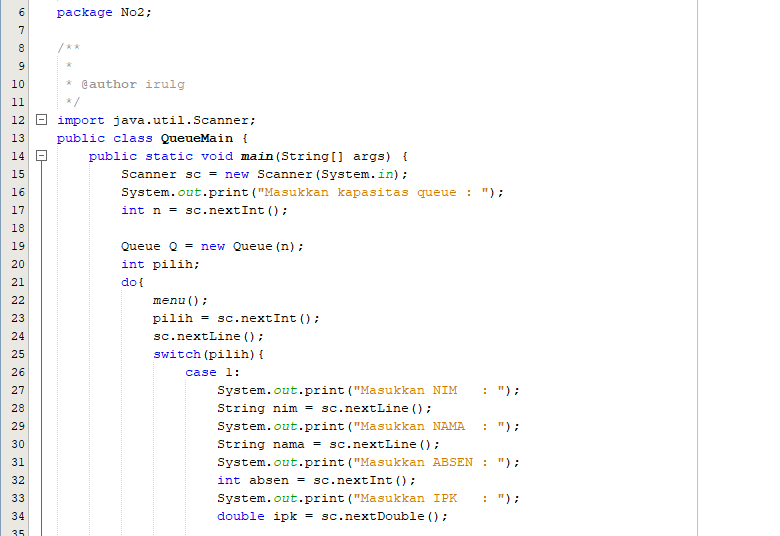 6 package No2;
7
8 /**
9 *
10 * @author irulg
11 */
12 import java.util.Scanner;
13 public class QueueMain {
14 public static void main(String[] args) {
15 Scanner sc = new Scanner(System.in);
16 System.out.print("Masukkan kapasitas queue : ");
17 int n = sc.nextInt();
18
19 Queue Q = new Queue(n);
20 int pilih;
21 do{
22 menu();
23 pilih = sc.nextInt();
24 sc.nextLine();
25 switch(pilih){
26 case 1:
27 System.out.print("Masukkan NIM   : ");
28 String nim = sc.nextLine();
29 System.out.print("Masukkan NAMA  : ");
30 String nama = sc.nextLine();
31 System.out.print("Masukkan ABSEN : ");
32 int absen = sc.nextInt();
33 System.out.print("Masukkan IPK   : ");
34 double ipk = sc.nextDouble();
35